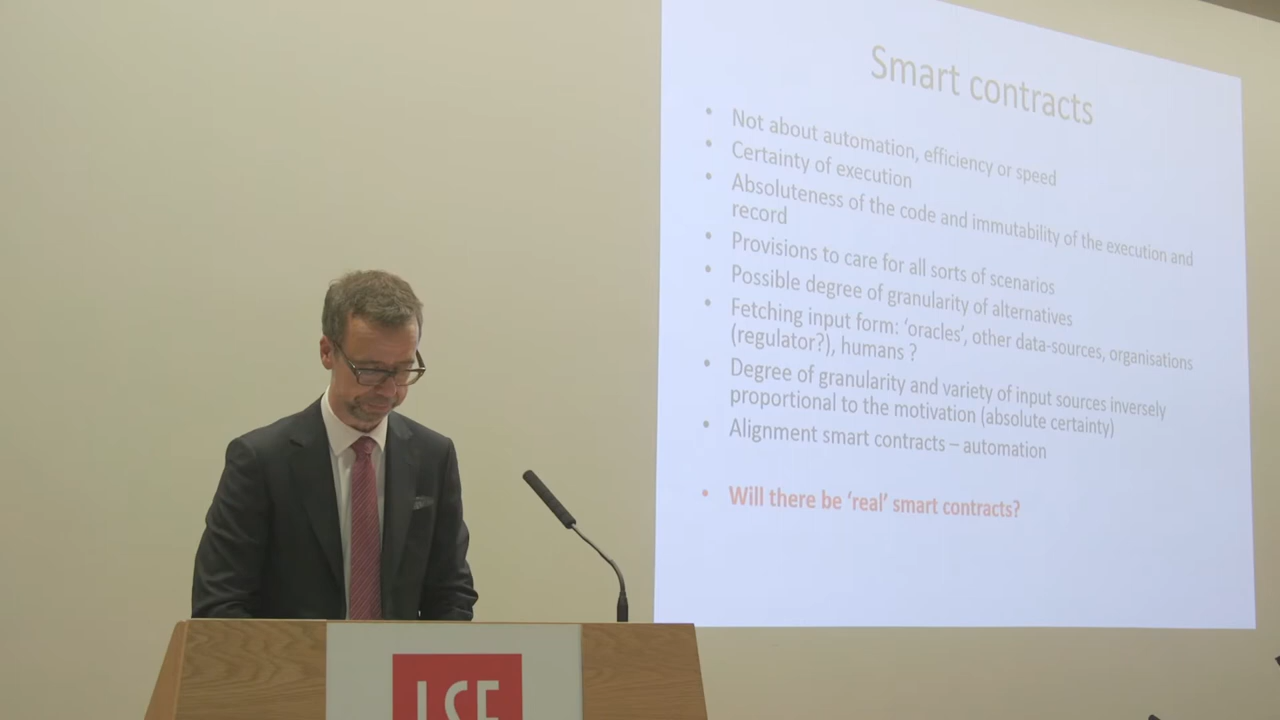 Smart contracts
• Not about automation, efficiency or speed
• Certainty of execution
• Absoluteness of the code and immutability of the execution and
record
• Provisions to care for all sorts of scenarios
• Possible degree of granularity of alternatives
• Fetching input form: ‘oracles’, other data-sources, organisations
(regulator?), humans ?
• Degree of granularity and variety of input sources inversely
proportional to the motivation (absolute certainty)
• Alignment smart contracts – automation
• Will there be ‘real’ smart contracts?
LSE